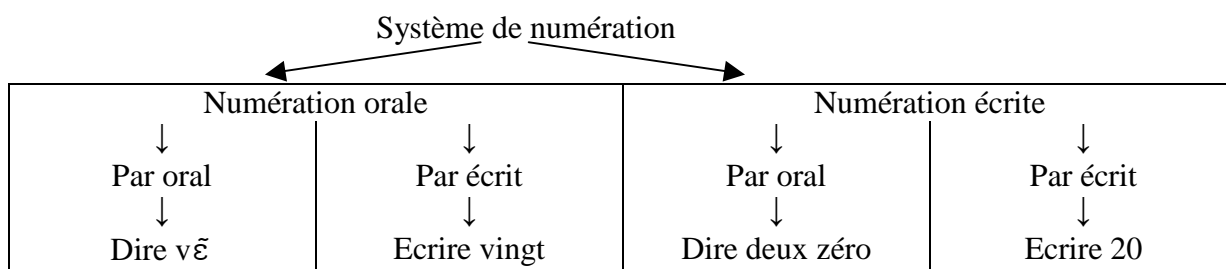 Système de numération
Numération orale Numération écrite
↓ ↓ ↓ ↓
Par oral Par écrit Par oral Par écrit
↓ ↓ ↓ ↓
Dire vɛ̃ Ecrire vingt Dire deux zéro Ecrire 20